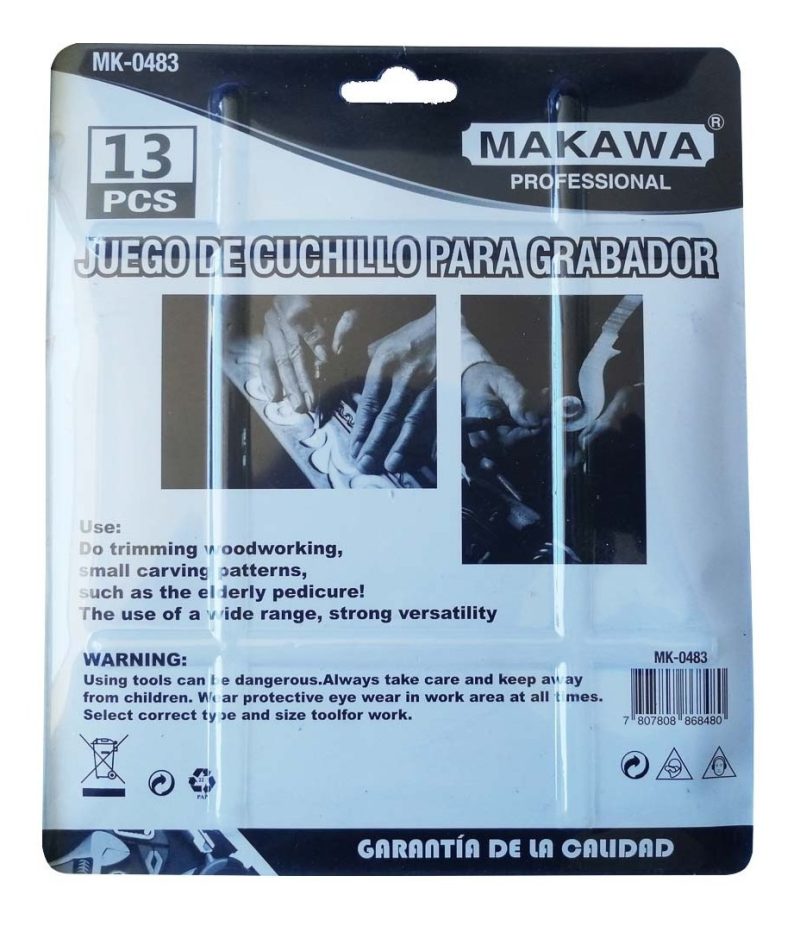 MK-0483
13
PCS
MAKAWA®
PROFESSIONAL
JUEGO DE CUCHILLO PARA GRABADOR
Use:
Do trimming woodworking,
small carving patterns,
such as the elderly pedicure!
The use of a wide range, strong versatility
WARNING:
Using tools can be dangerous.Always take care and keep away
from children. Wear protective eye wear in work area at all times.
Select correct type and size toolfor work.
MK-0483
7 807808 868480
PAP
GARANTÍA DE LA CALIDAD